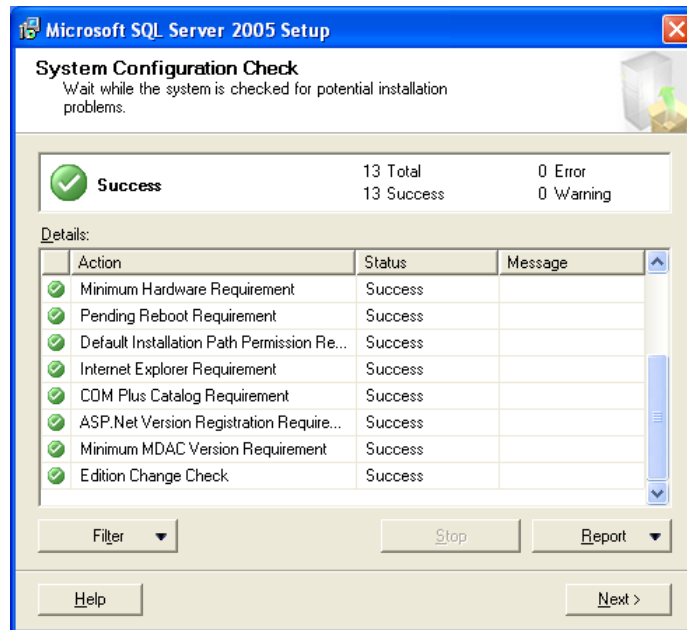 Microsoft SQL Server 2005 Setup
System Configuration Check
Wait while the system is checked for potential installation
problems.
Success
13 Total
0 Error
13 Success
0 Warning
Details:
Action Status Message
Minimum Hardware Requirement Success
Pending Reboot Requirement Success
Default Installation Path Permission Re... Success
Internet Explorer Requirement Success
COM Plus Catalog Requirement Success
ASP.Net Version Registration Require... Success
Minimum MDAC Version Requirement Success
Edition Change Check Success
Filter Stop Report
Help Next >